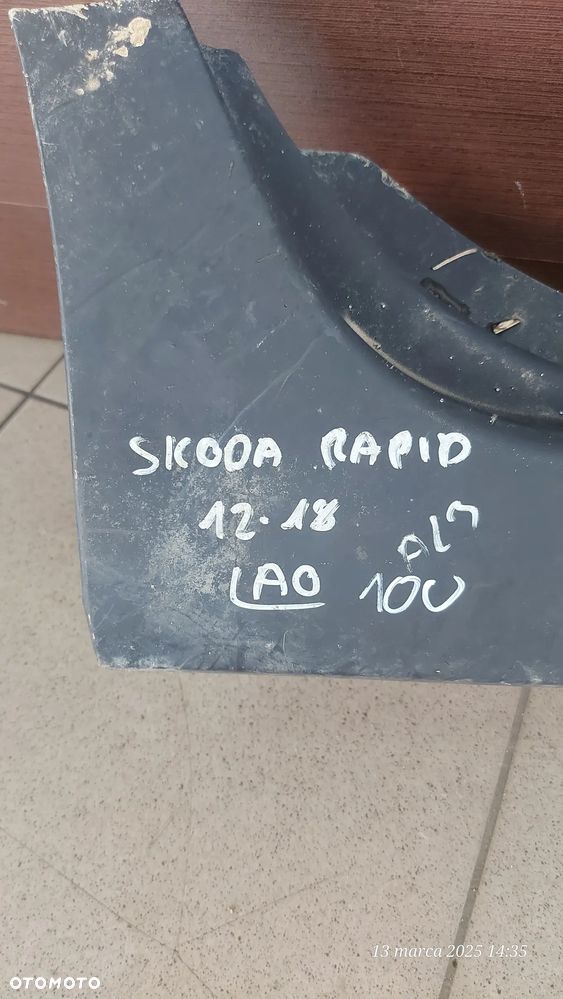 SKODA RAPID
12.18
LAO 100
13 marca 2025 14:35
OTOMOTO